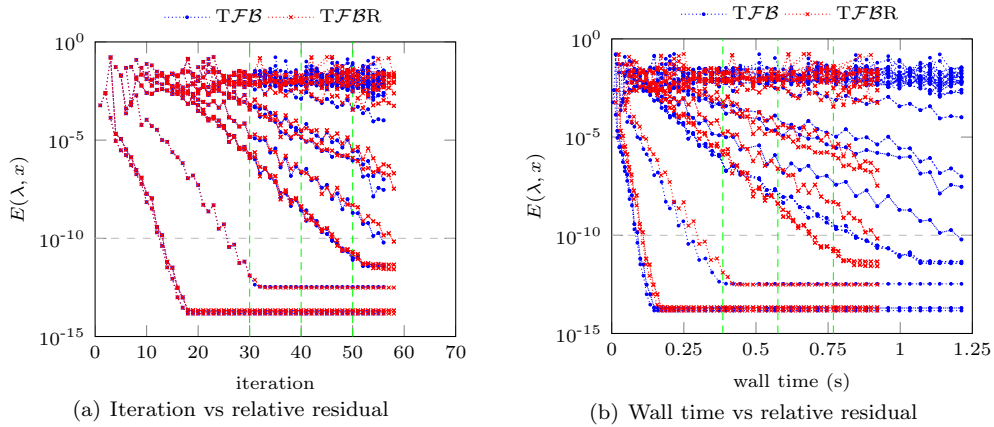 Tℱℬ TℱℬR
10^0
10^-5
10^-10
10^-15
E(λ, x)
0 10 20 30 40 50 60 70
iteration
(a) Iteration vs relative residual
Tℱℬ TℱℬR
10^0
10^-5
10^-10
10^-15
E(λ, x)
0 0.25 0.5 0.75 1 1.25
wall time (s)
(b) Wall time vs relative residual